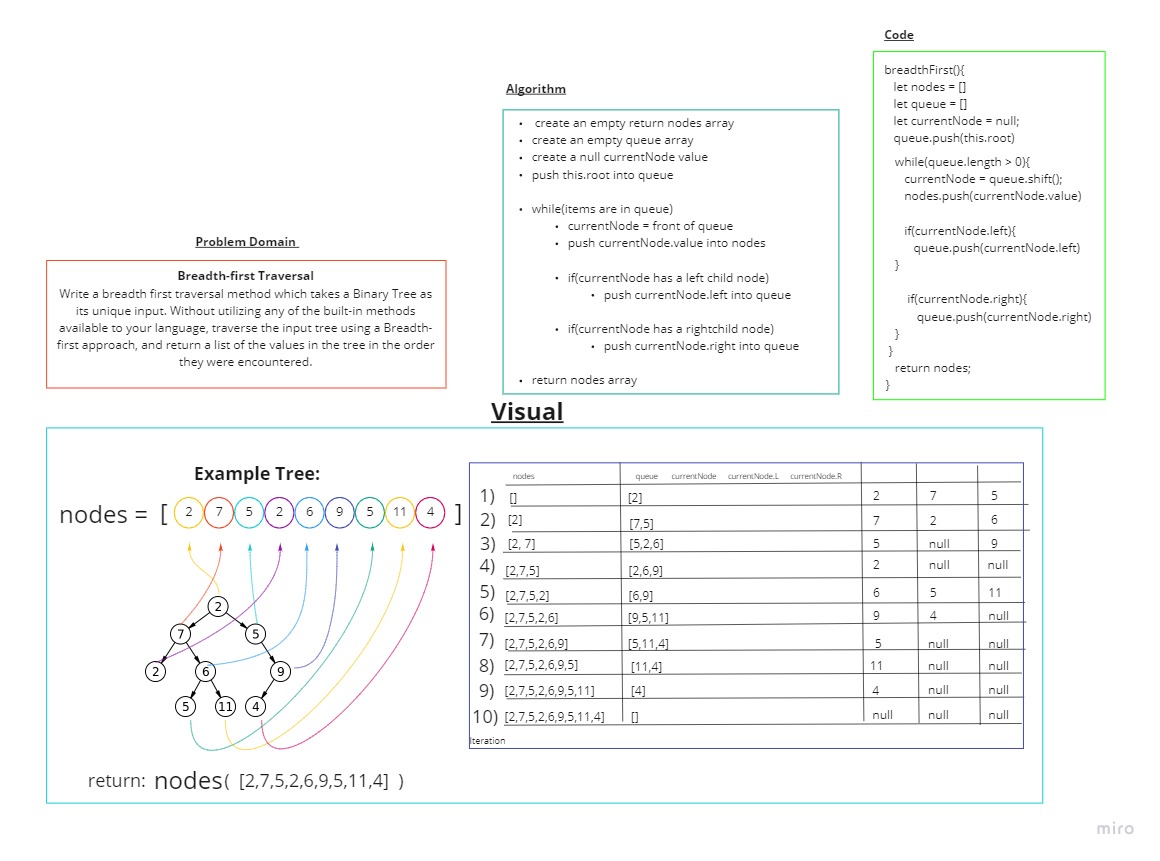 Problem Domain
Breadth-first Traversal
Write a breadth first traversal method which takes a Binary Tree as
its unique input. Without utilizing any of the built-in methods
available to your language, traverse the input tree using a Breadth-
first approach, and return a list of the values in the tree in the order
they were encountered.
Algorithm
• create an empty return nodes array
• create an empty queue array
• create a null currentNode value
• push this.root into queue
• while(items are in queue)
• currentNode = front of queue
• push currentNode.value into nodes
• if(currentNode has a left child node)
• push currentNode.left into queue
• if(currentNode has a rightchild node)
• push currentNode.right into queue
• return nodes array
Code
breadthFirst(){
let nodes = []
let queue = []
let currentNode = null;
queue.push(this.root)
while(queue.length > 0){
currentNode = queue.shift();
nodes.push(currentNode.value)
if(currentNode.left){
queue.push(currentNode.left)
}
if(currentNode.right){
queue.push(currentNode.right)
}
}
return nodes;
}
Visual
Example Tree:
nodes = [ 2 7 5 2 6 9 5 11 4 ]
2
7 5
2 6 9
5 11 4
return: nodes( [2,7,5,2,6,9,5,11,4] )
nodes queue currentNode currentNode.L currentNode.R
1) [] [2] 2 7 5
2) [2] [7,5] 7 2 6
3) [2, 7] [5,2,6] 5 null 9
4) [2,7,5] [2,6,9] 2 null null
5) [2,7,5,2] [6,9] 6 5 11
6) [2,7,5,2,6] [9,5,11] 9 4 null
7) [2,7,5,2,6,9] [5,11,4] 5 null null
8) [2,7,5,2,6,9,5] [11,4] 11 null null
9) [2,7,5,2,6,9,5,11] [4] 4 null null
10) [2,7,5,2,6,9,5,11,4] [] null null null
Iteration
miro